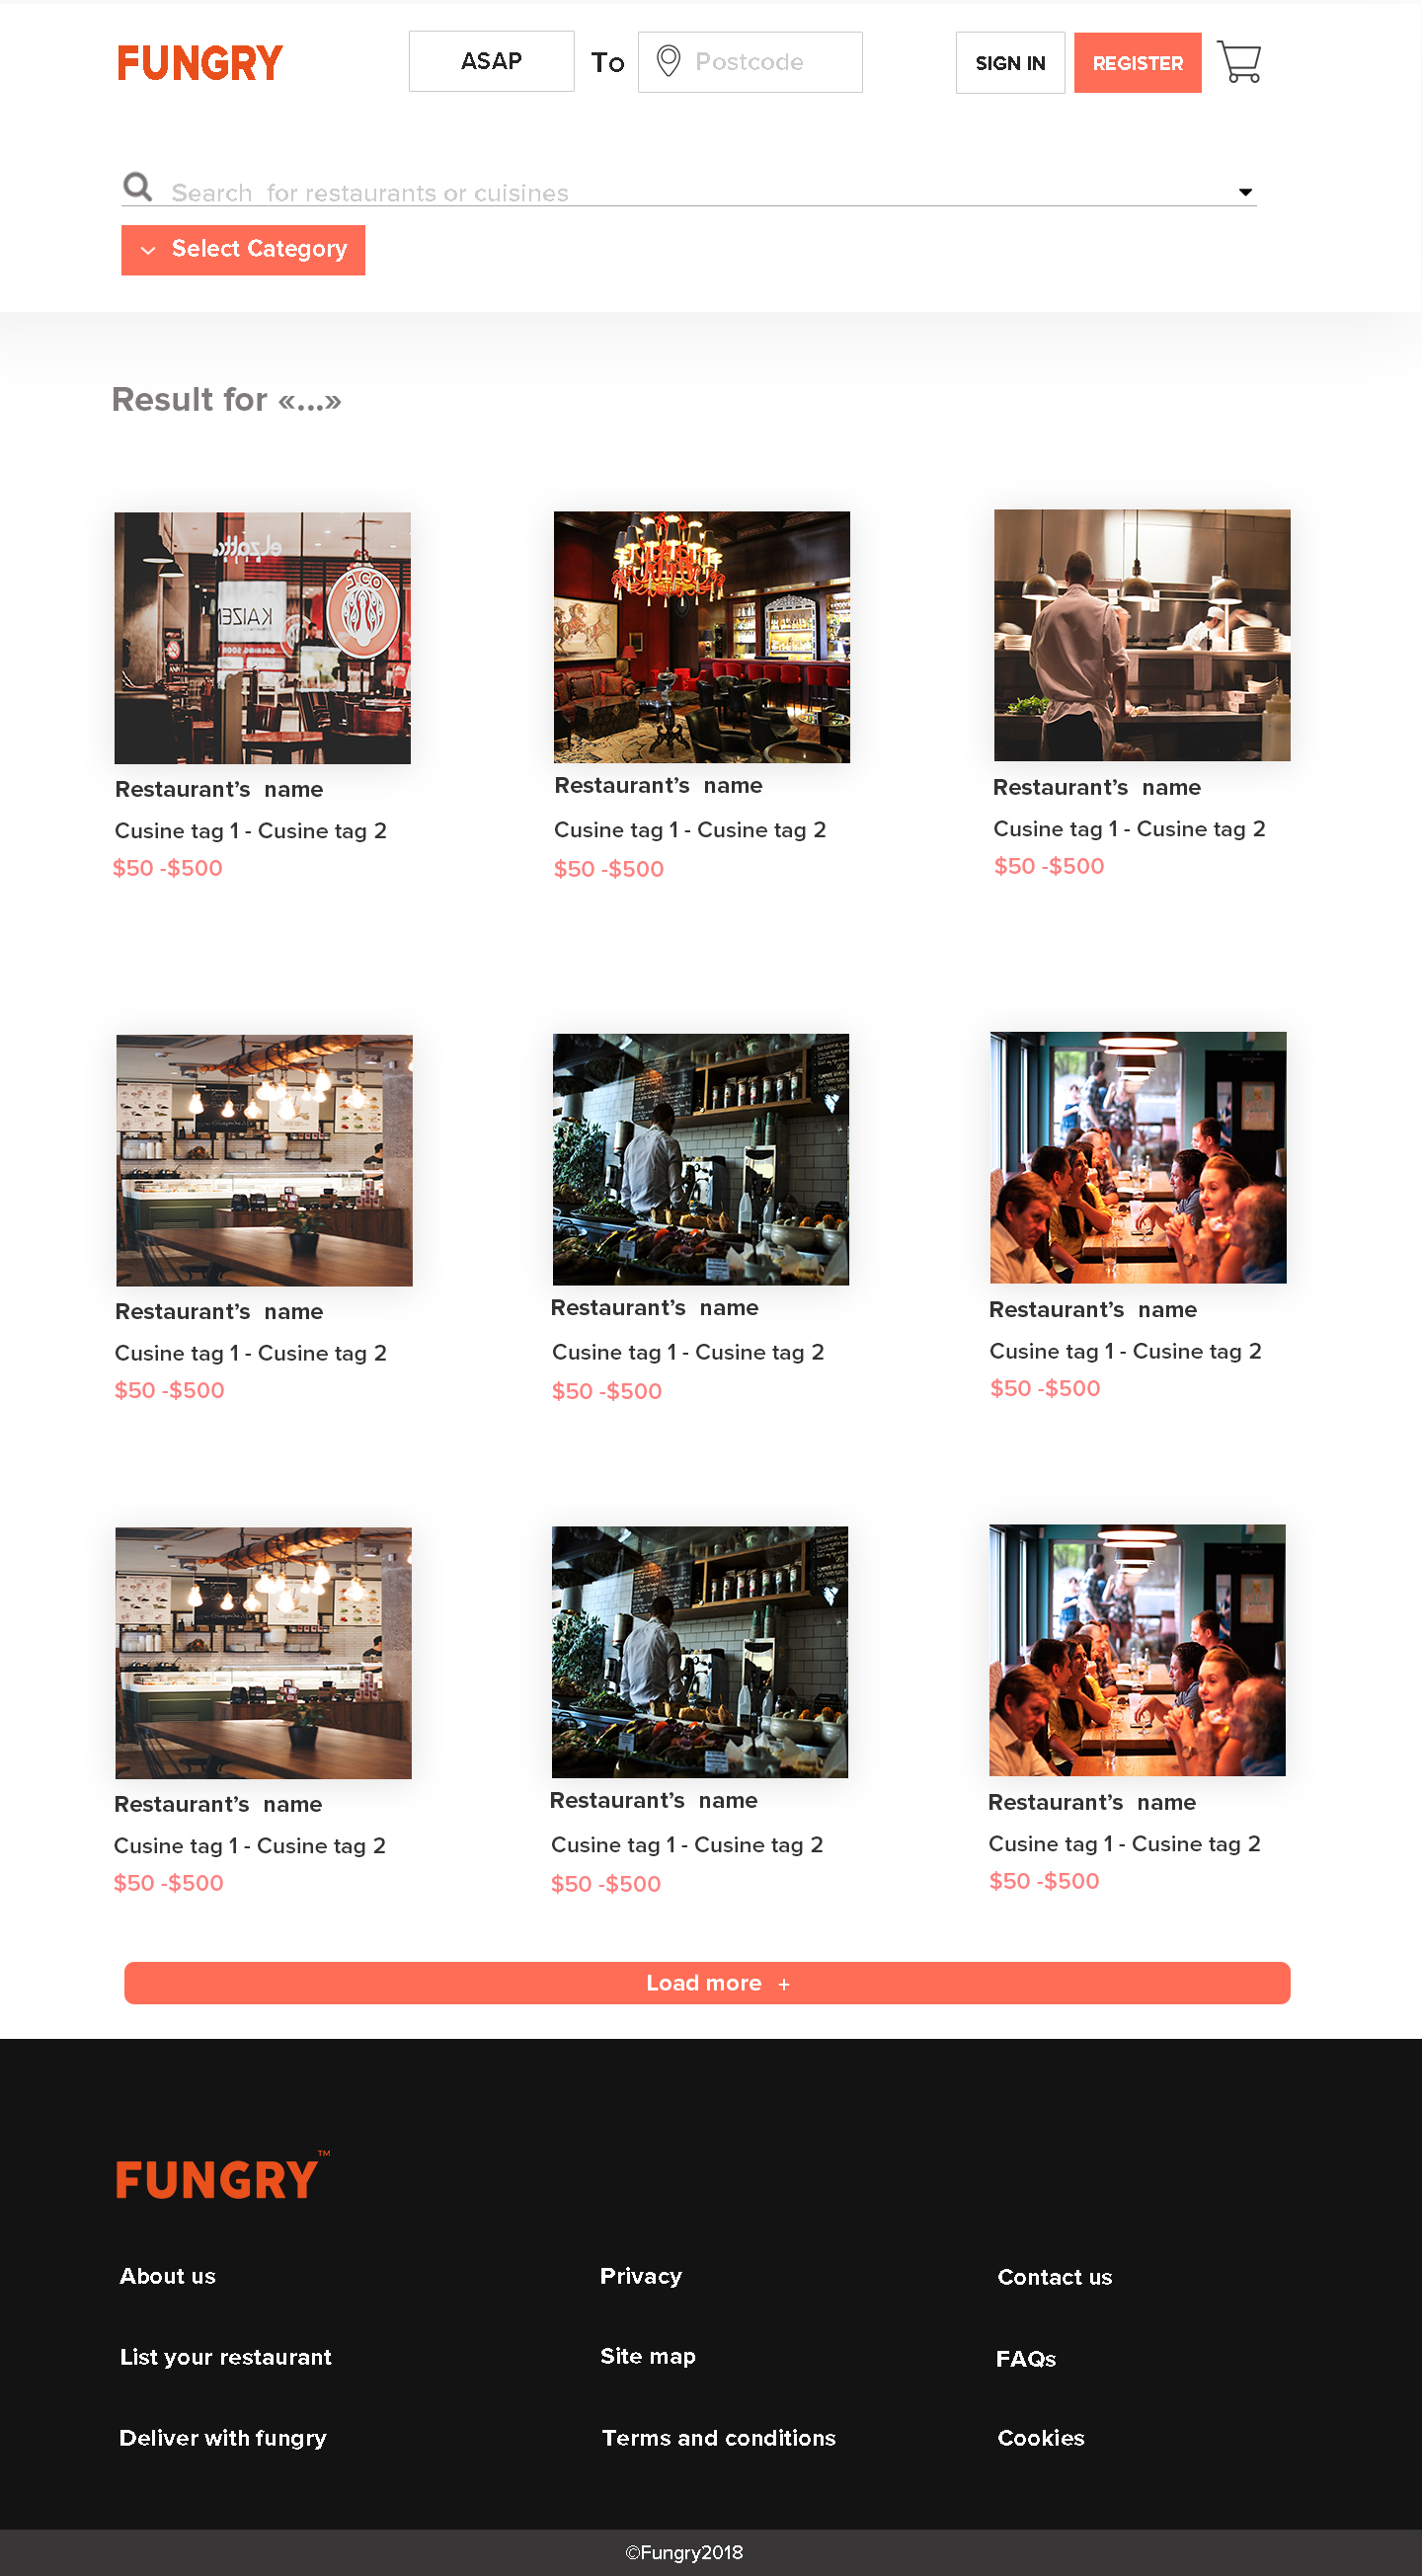 FUNGRY
ASAP
To
Postcode
SIGN IN
REGISTER
Search for restaurants or cuisines
Select Category
Result for «...»
KAIZEN
J.CO
Restaurant’s name
Restaurant’s name
Restaurant’s name
Cusine tag 1 - Cusine tag 2
Cusine tag 1 - Cusine tag 2
Cusine tag 1 - Cusine tag 2
$50 -$500
$50 -$500
$50 -$500
Restaurant’s name
Restaurant’s name
Restaurant’s name
Cusine tag 1 - Cusine tag 2
Cusine tag 1 - Cusine tag 2
Cusine tag 1 - Cusine tag 2
$50 -$500
$50 -$500
$50 -$500
Restaurant’s name
Restaurant’s name
Restaurant’s name
Cusine tag 1 - Cusine tag 2
Cusine tag 1 - Cusine tag 2
Cusine tag 1 - Cusine tag 2
$50 -$500
$50 -$500
$50 -$500
Load more +
FUNGRY™
About us
Privacy
Contact us
List your restaurant
Site map
FAQs
Deliver with fungry
Terms and conditions
Cookies
©Fungry2018